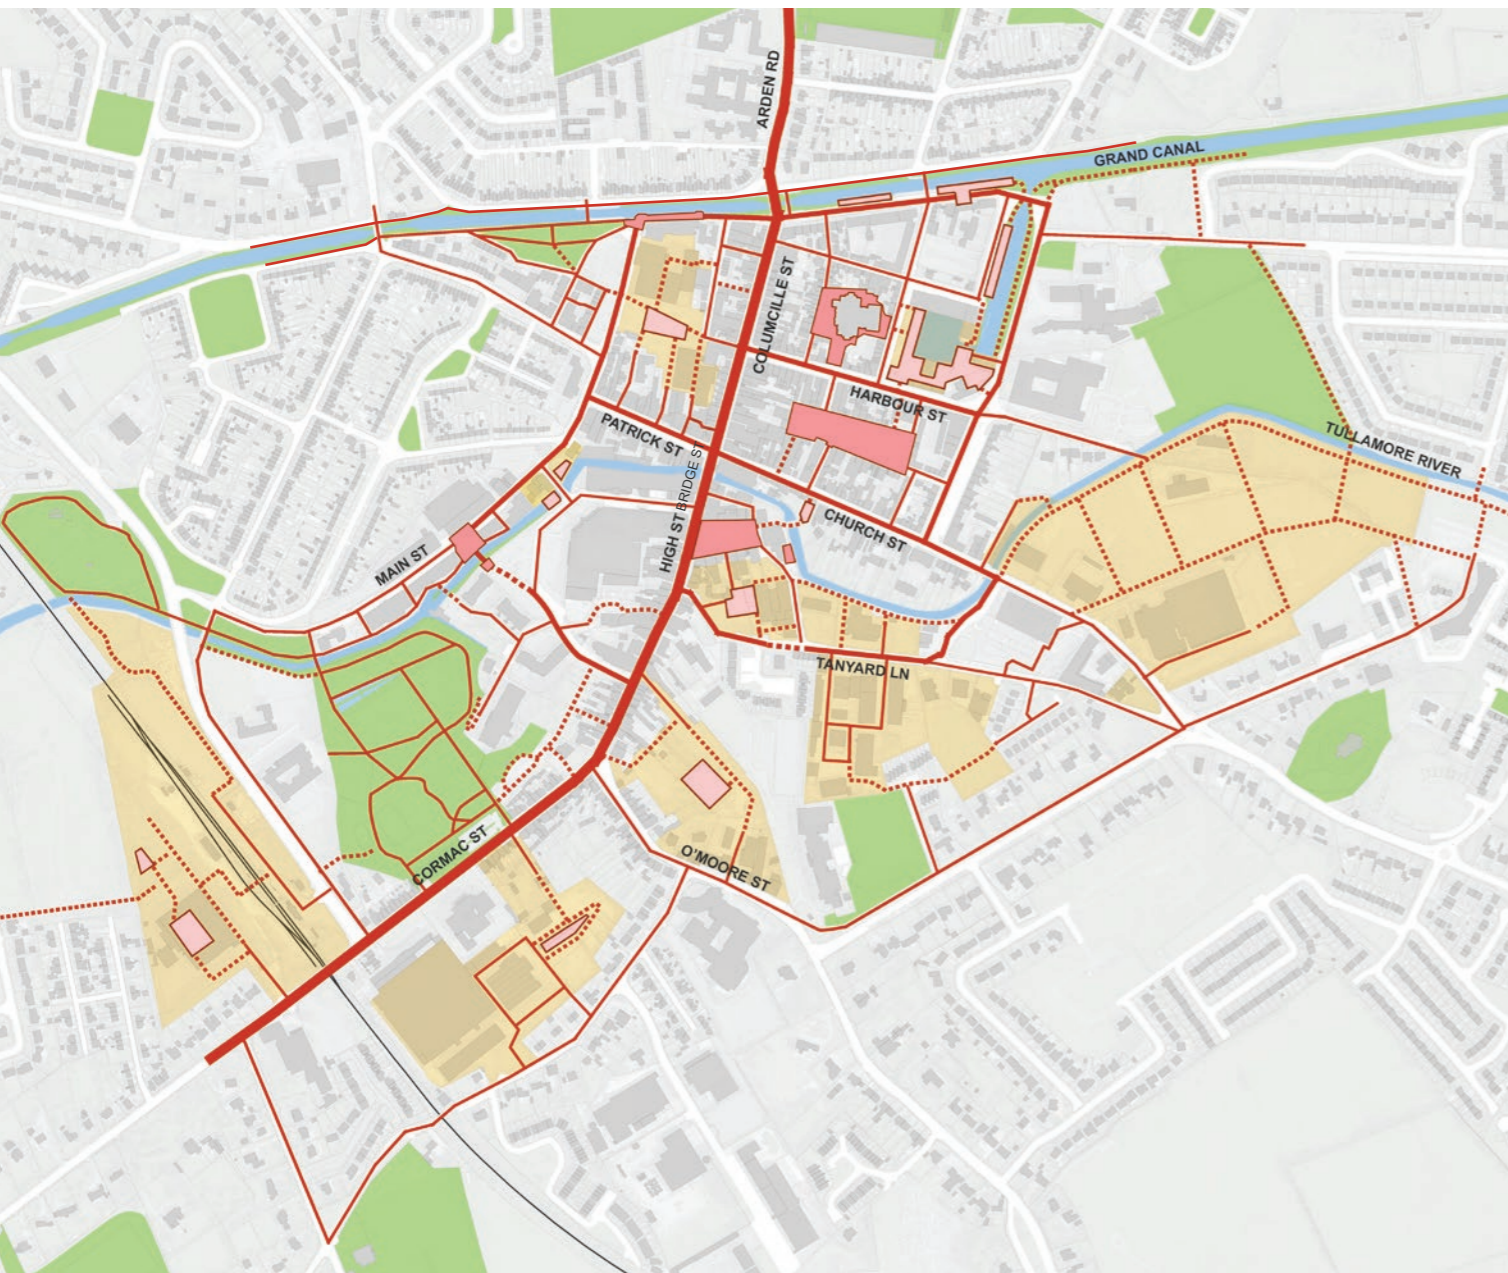 ARDEN RD
GRAND CANAL
COLUMCILLE ST
HARBOUR ST
PATRICK ST
TULLAMORE RIVER
BRIDGE ST
HIGH ST
CHURCH ST
MAIN ST
TANYARD LN
CORMAC ST
O'MOORE ST